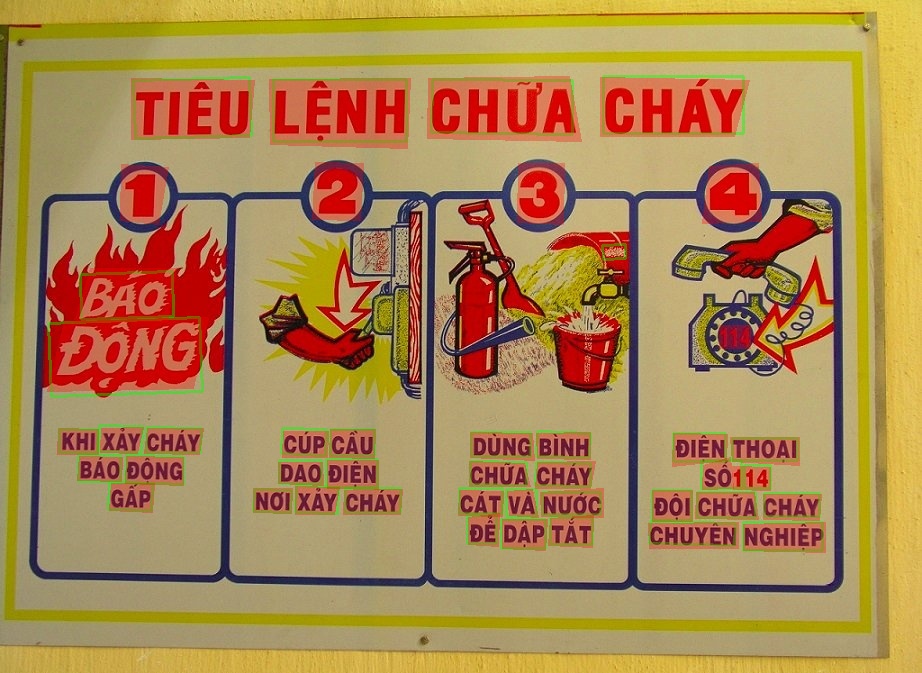 TIÊU LỆNH CHỮA CHÁY
1
BÁO
ĐỘNG
KHI XẢY CHÁY
BÁO ĐỘNG
GẤP
2
CÚP CẦU
DAO ĐIỆN
NƠI XẢY CHÁY
3
DÙNG BÌNH
CHỮA CHÁY
CÁT VÀ NƯỚC
ĐỂ DẬP TẮT
4
114
ĐIỆN THOẠI
SỐ 114
ĐỘI CHỮA CHÁY
CHUYÊN NGHIỆP